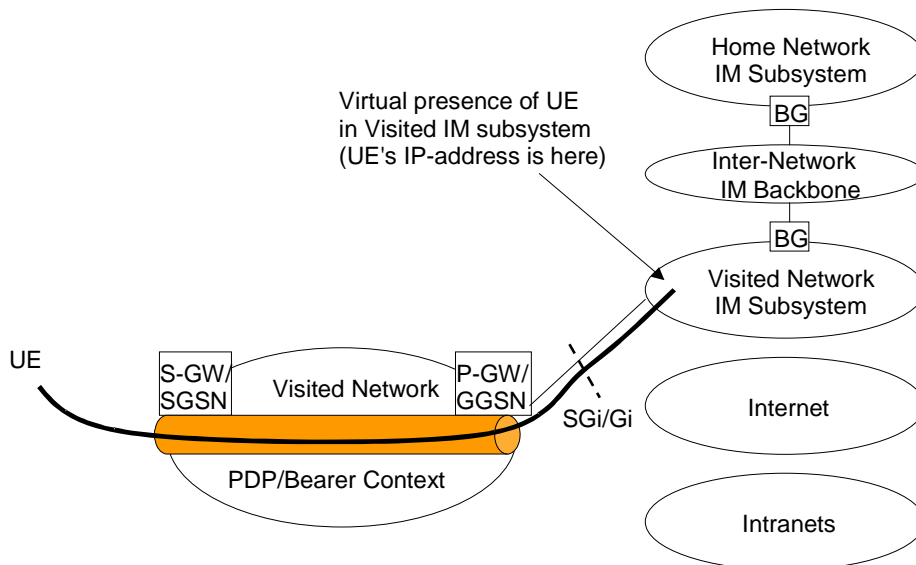 Home Network
IM Subsystem
BG
Virtual presence of UE
in Visited IM subsystem
(UE's IP-address is here)
Inter-Network
IM Backbone
BG
Visited Network
IM Subsystem
UE
S-GW/
SGSN
Visited Network
P-GW/
GGSN
SGi/Gi
Internet
PDP/Bearer Context
Intranets